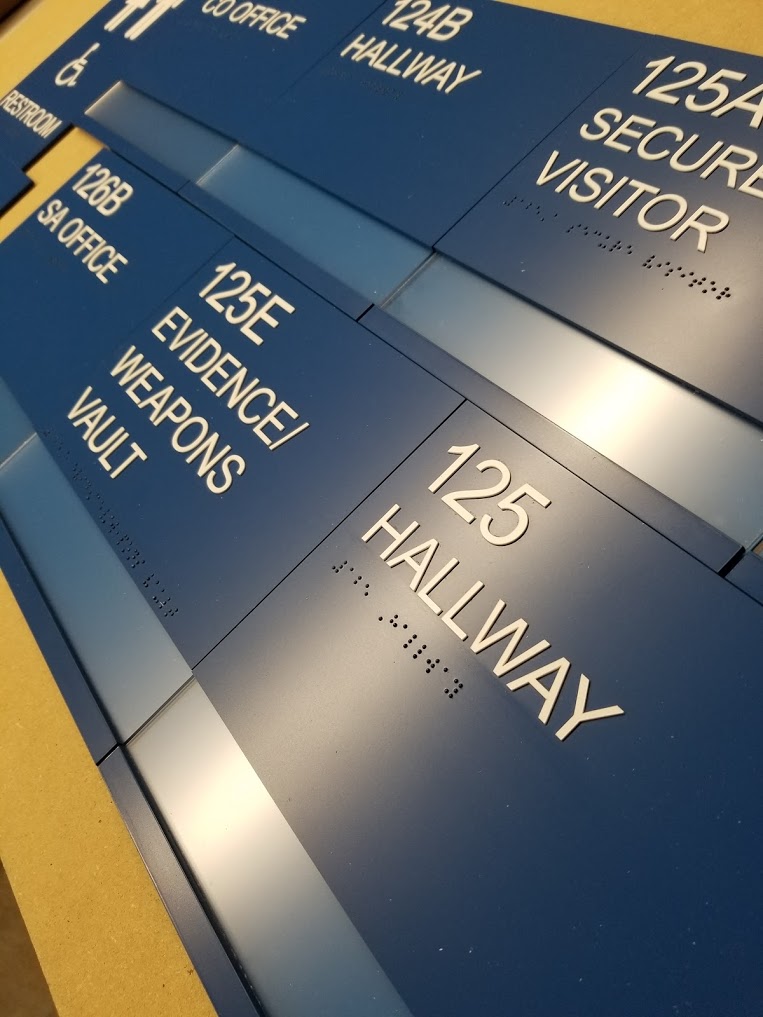 RESTROOM
CO OFFICE
124B
HALLWAY
125A
SECURE
VISITOR
126B
SA OFFICE
125E
EVIDENCE/
WEAPONS
VAULT
125
HALLWAY